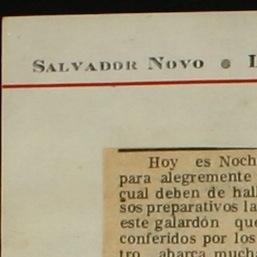 SALVADOR NOVO
Hoy es Noch
para alegremente
cual deben de hal
sos preparativos la
este galardón que
conferidos por los
tro abarca much